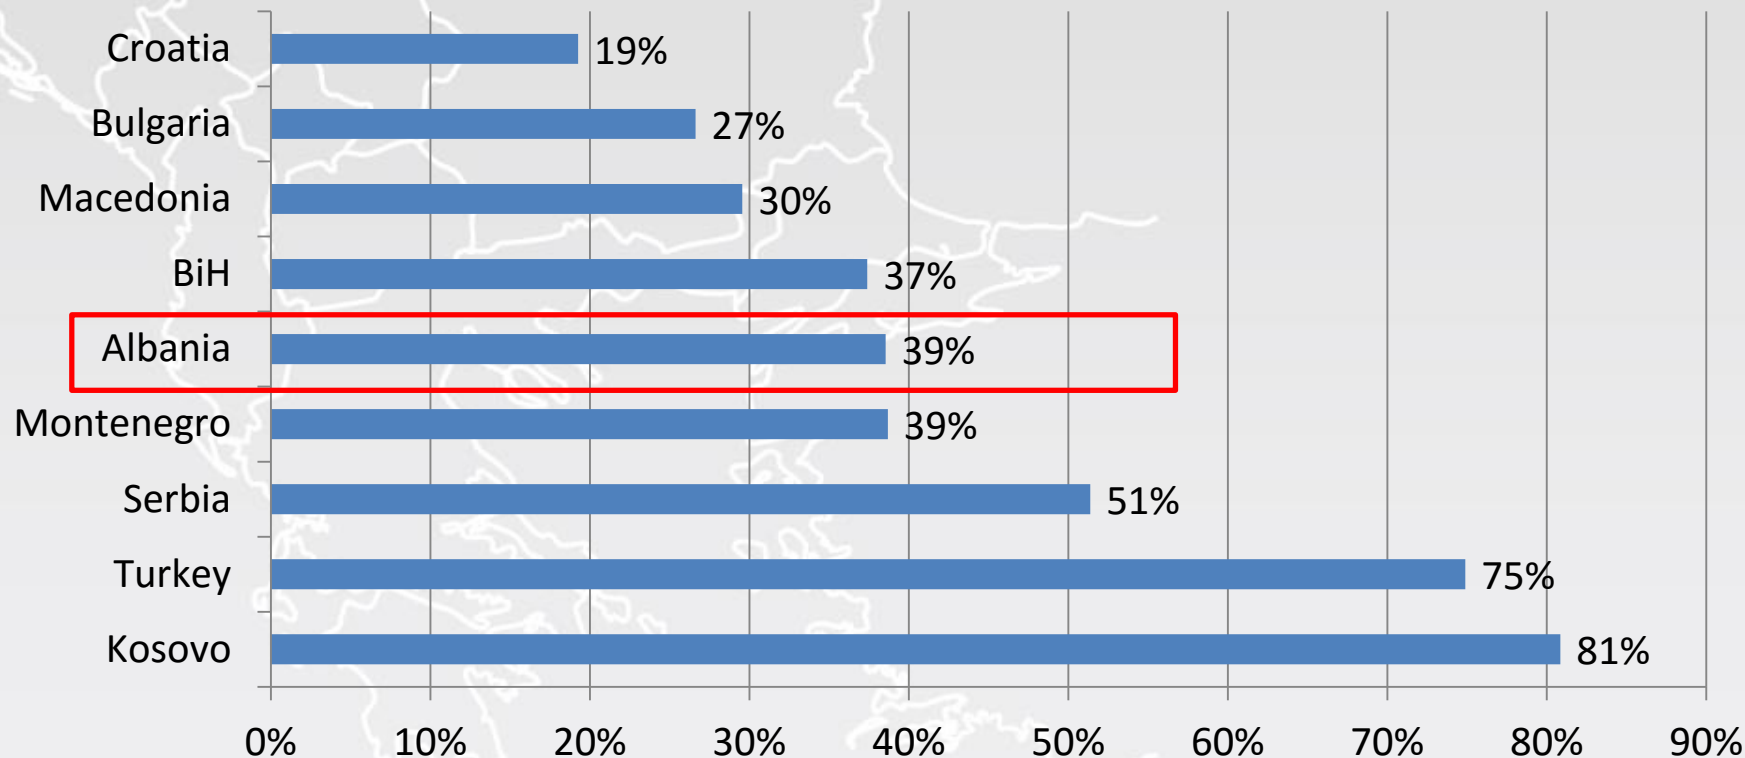 Croatia 19%
Bulgaria 27%
Macedonia 30%
BiH 37%
Albania 39%
Montenegro 39%
Serbia 51%
Turkey 75%
Kosovo 81%
0% 10% 20% 30% 40% 50% 60% 70% 80% 90%